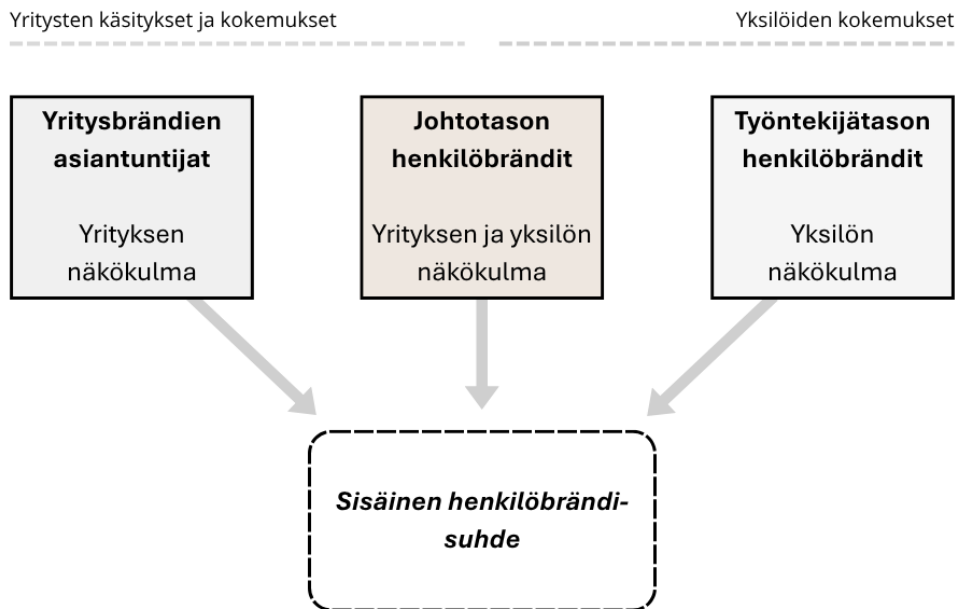 Yritysten käsitykset ja kokemukset
Yksilöiden kokemukset
Yritysbrändien
asiantuntijat
Yrityksen
näkökulma
Johtotason
henkilöbrändit
Yrityksen ja yksilön
näkökulma
Työntekijätason
henkilöbrändit
Yksilön
näkökulma
Sisäinen henkilöbrändi-
suhde